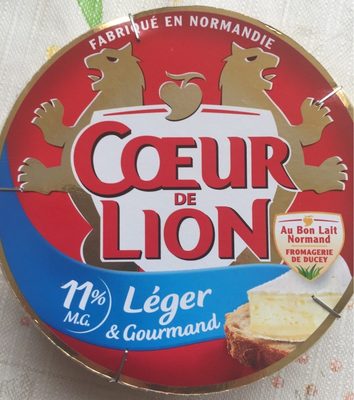 FABRIQUÉ EN NORMANDIE
CŒUR
DE
LION
Au Bon Lait
Normand
FROMAGERIE
DE DUCEY
11%
M.G.
Léger
& Gourmand